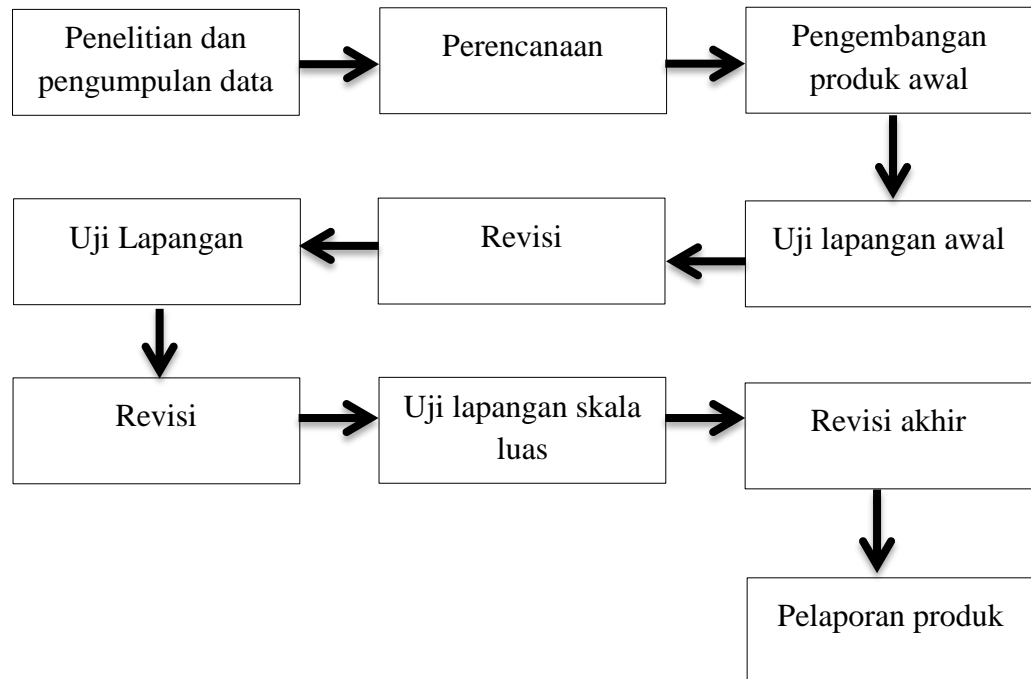 Penelitian dan
pengumpulan data
Perencanaan
Pengembangan
produk awal
Uji lapangan awal
Revisi
Uji Lapangan
Revisi
Uji lapangan skala
luas
Revisi akhir
Pelaporan produk